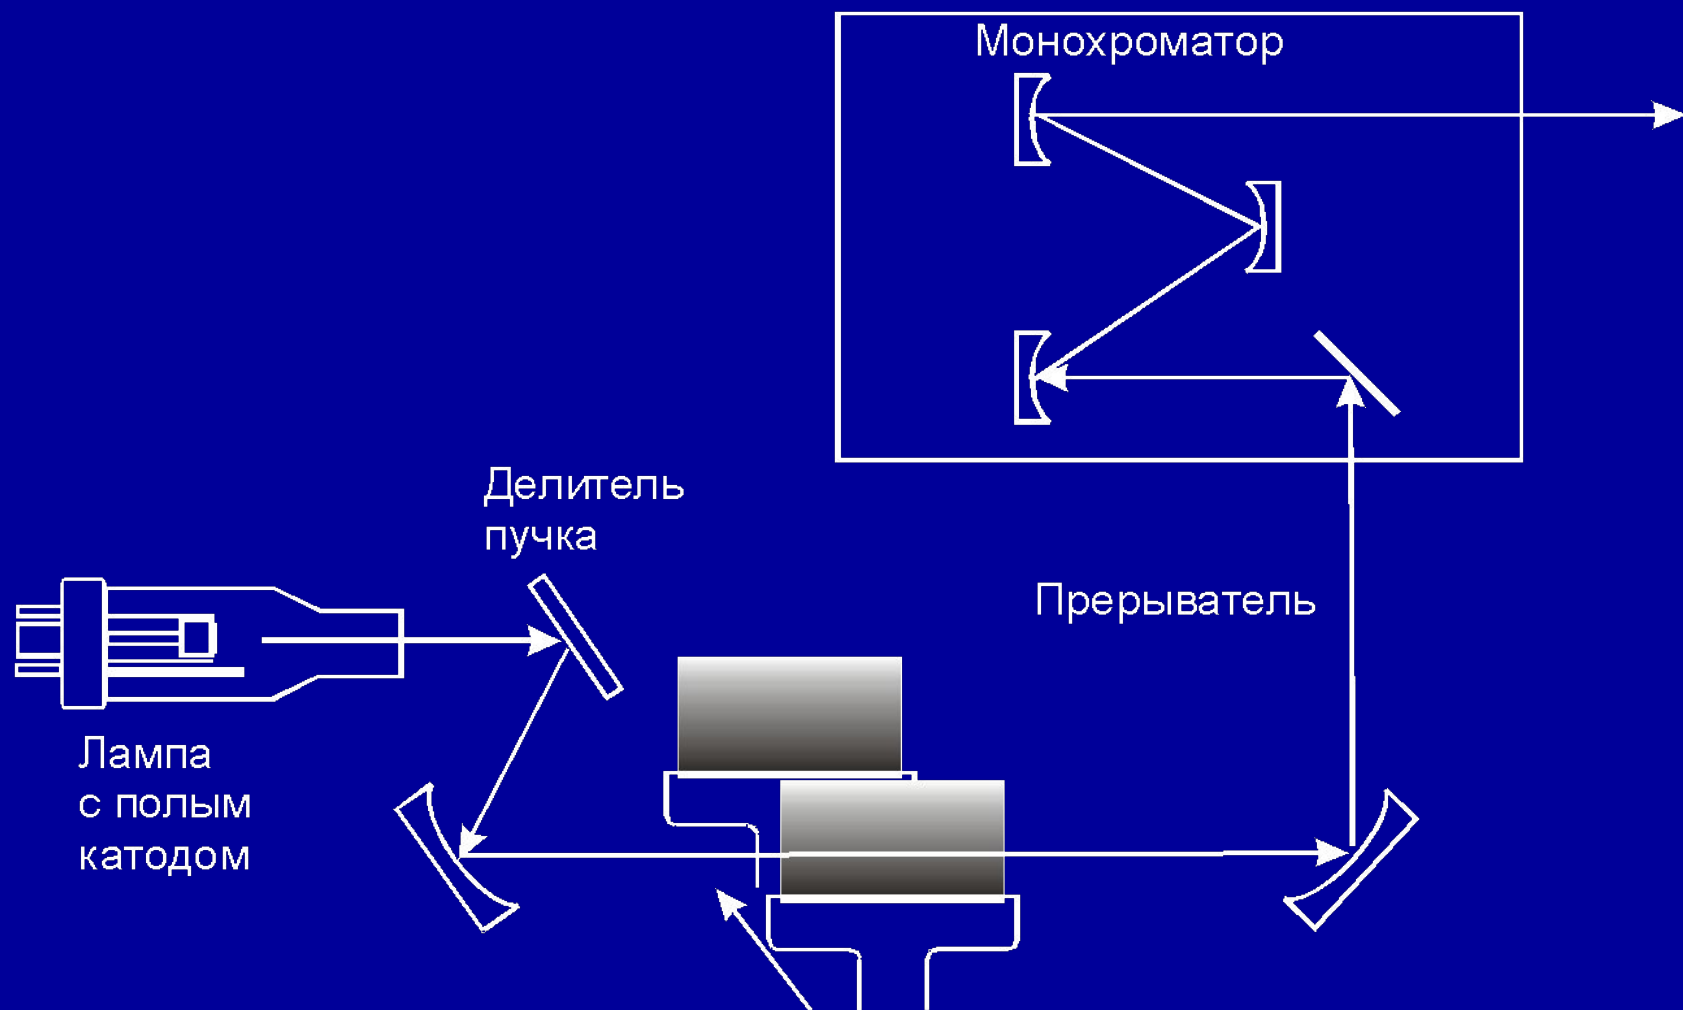 Монохроматор
Делитель
пучка
Прерыватель
Лампа
с полым
катодом